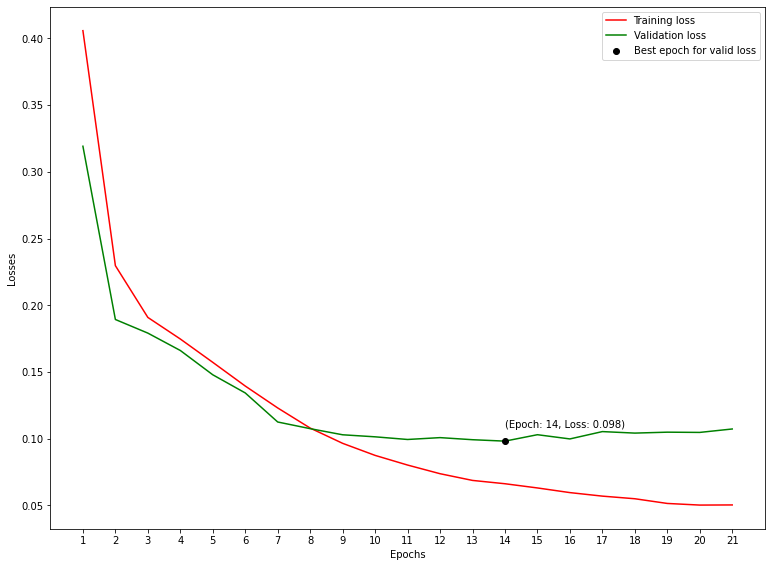 Training loss
Validation loss
Best epoch for valid loss
0.40
0.35
0.30
0.25
0.20
0.15
0.10
0.05
Losses
(Epoch: 14, Loss: 0.098)
1 2 3 4 5 6 7 8 9 10 11 12 13 14 15 16 17 18 19 20 21
Epochs